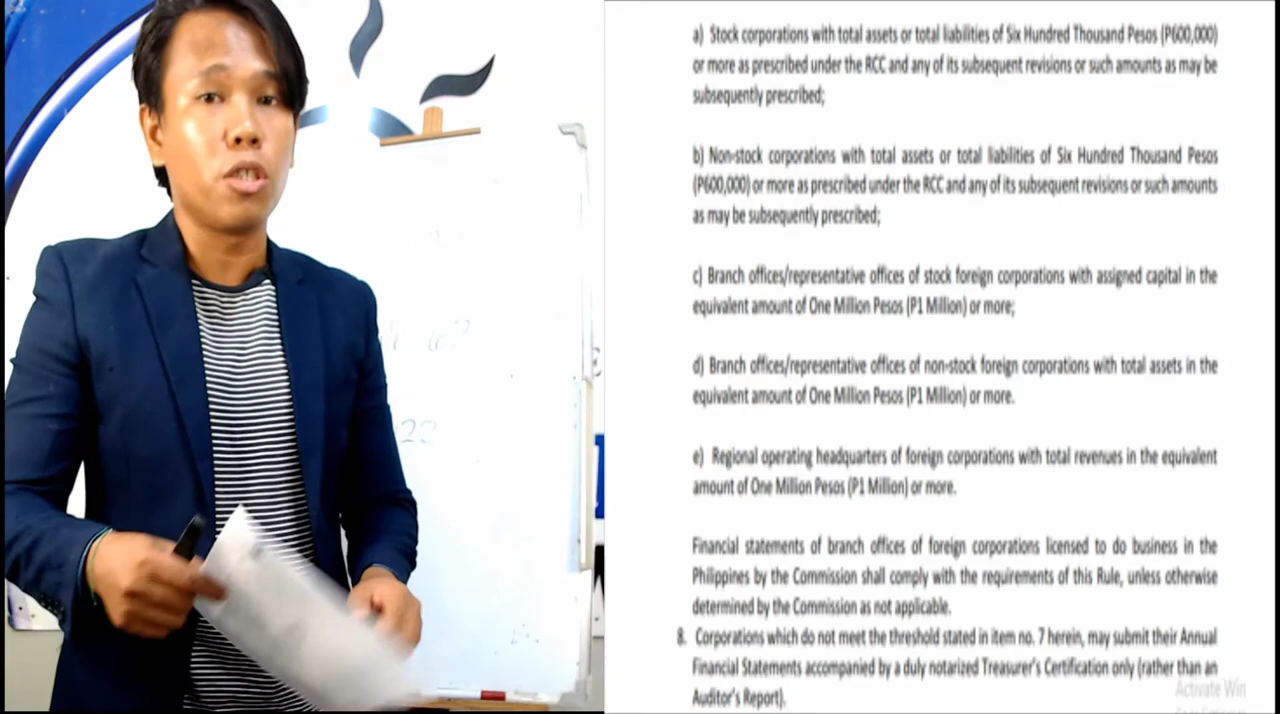 a) Stock corporations with total assets or total liabilities of Six Hundred Thousand Pesos (P600,000)
or more as prescribed under the RCC and any of its subsequent revisions or such amounts as may be
subsequently prescribed;
b) Non-stock corporations with total assets or total liabilities of Six Hundred Thousand Pesos
(P600,000) or more as prescribed under the RCC and any of its subsequent revisions or such amounts
as may be subsequently prescribed;
c) Branch offices/representative offices of stock foreign corporations with assigned capital in the
equivalent amount of One Million Pesos (P1 Million) or more;
d) Branch offices/representative offices of non-stock foreign corporations with total assets in the
equivalent amount of One Million Pesos (P1 Million) or more.
e) Regional operating headquarters of foreign corporations with total revenues in the equivalent
amount of One Million Pesos (P1 Million) or more.
Financial statements of branch offices of foreign corporations licensed to do business in the
Philippines by the Commission shall comply with the requirements of this Rule, unless otherwise
determined by the Commission as not applicable.
8. Corporations which do not meet the threshold stated in item no. 7 herein, may submit their Annual
Financial Statements accompanied by a duly notarized Treasurer's Certification only (rather than an
Auditor's Report).
Activate Win